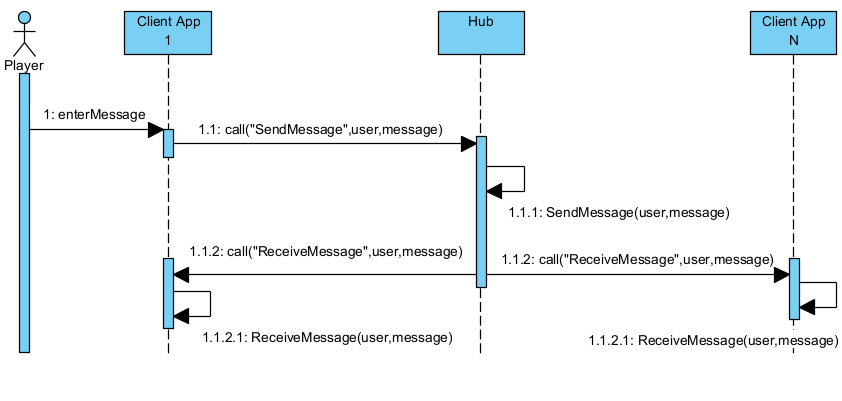 Client App
1
Hub
Client App
N
Player
1: enterMessage
1.1: call("SendMessage",user,message)
1.1.1: SendMessage(user,message)
1.1.2: call("ReceiveMessage",user,message)
1.1.2: call("ReceiveMessage",user,message)
1.1.2.1: ReceiveMessage(user,message)
1.1.2.1: ReceiveMessage(user,message)